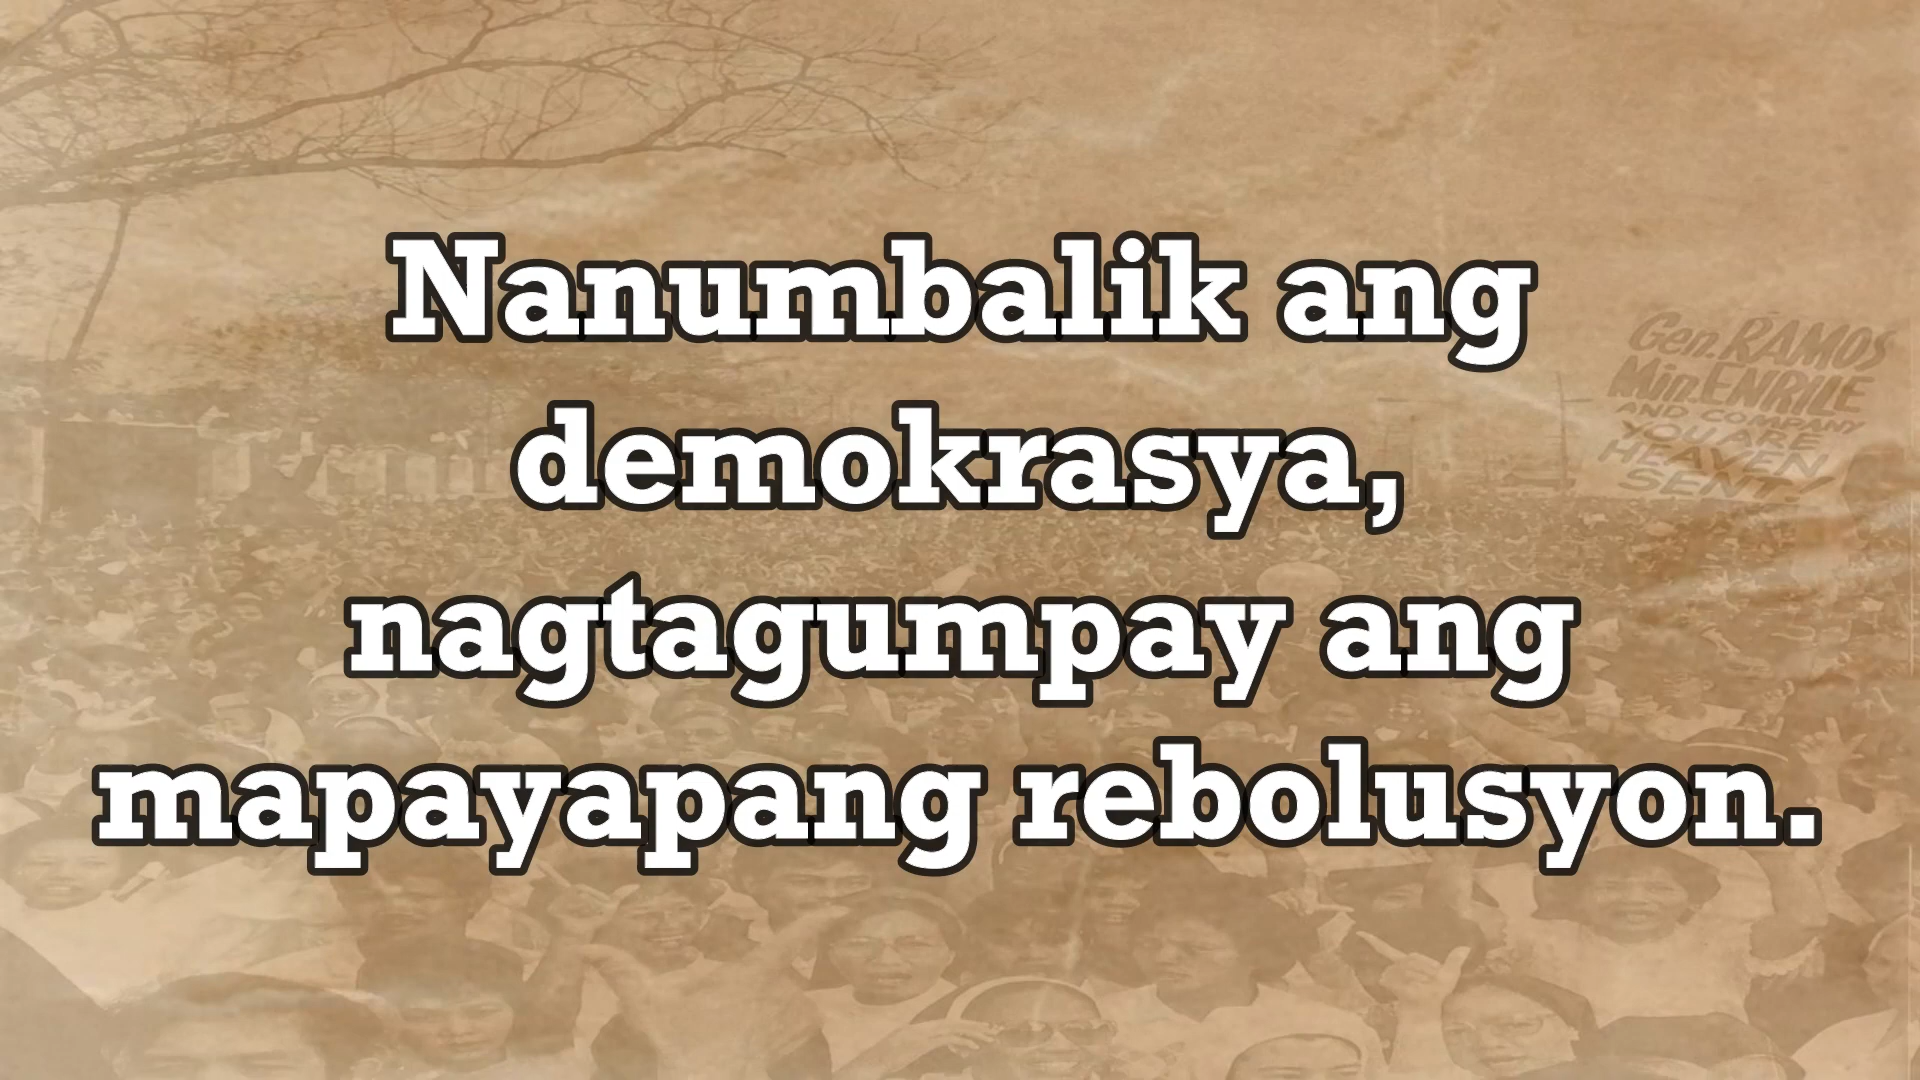 Nanumbalik ang
demokrasya,
nagtagumpay ang
mapayapang rebolusyon.
Gen. RAMOS
Min. ENRILE
AND COMPANY
YOU ARE
HEAVEN
SENT